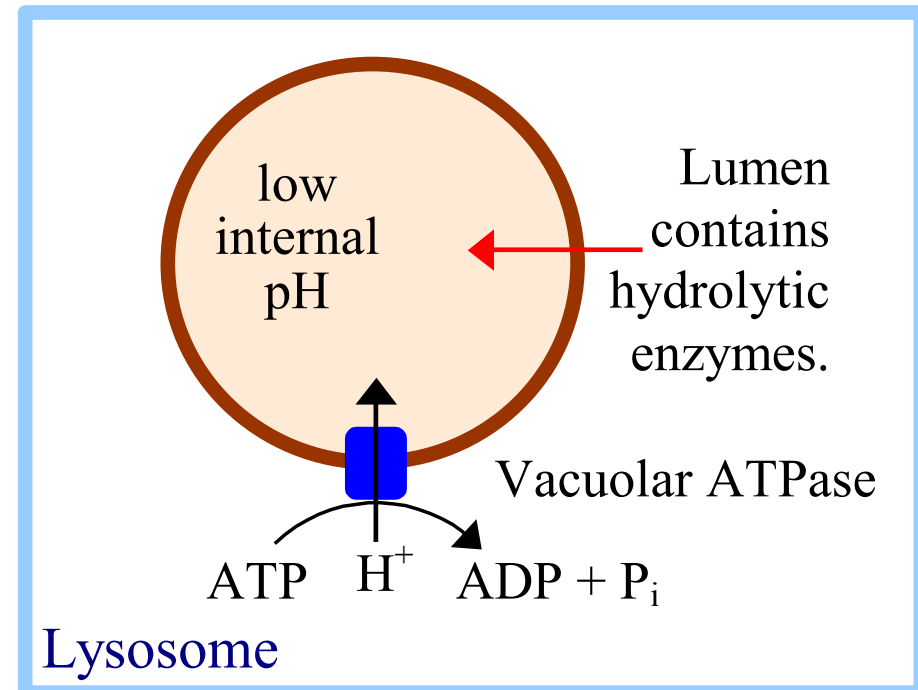 low
internal
pH
Lumen
contains
hydrolytic
enzymes.
Vacuolar ATPase
ATP H⁺ ADP + Pᵢ
Lysosome